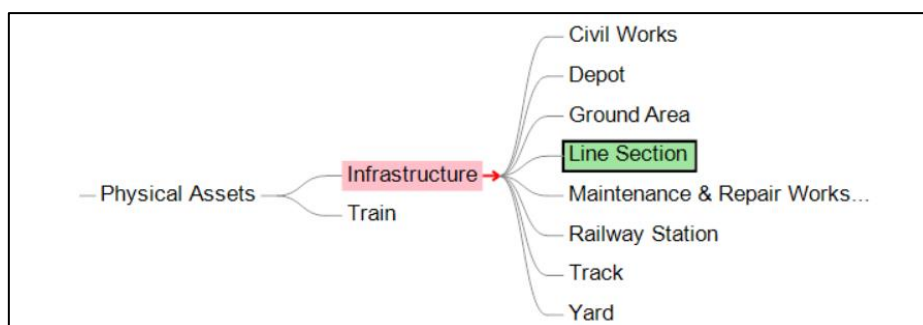 Physical Assets
Infrastructure
Train
Civil Works
Depot
Ground Area
Line Section
Maintenance & Repair Works...
Railway Station
Track
Yard